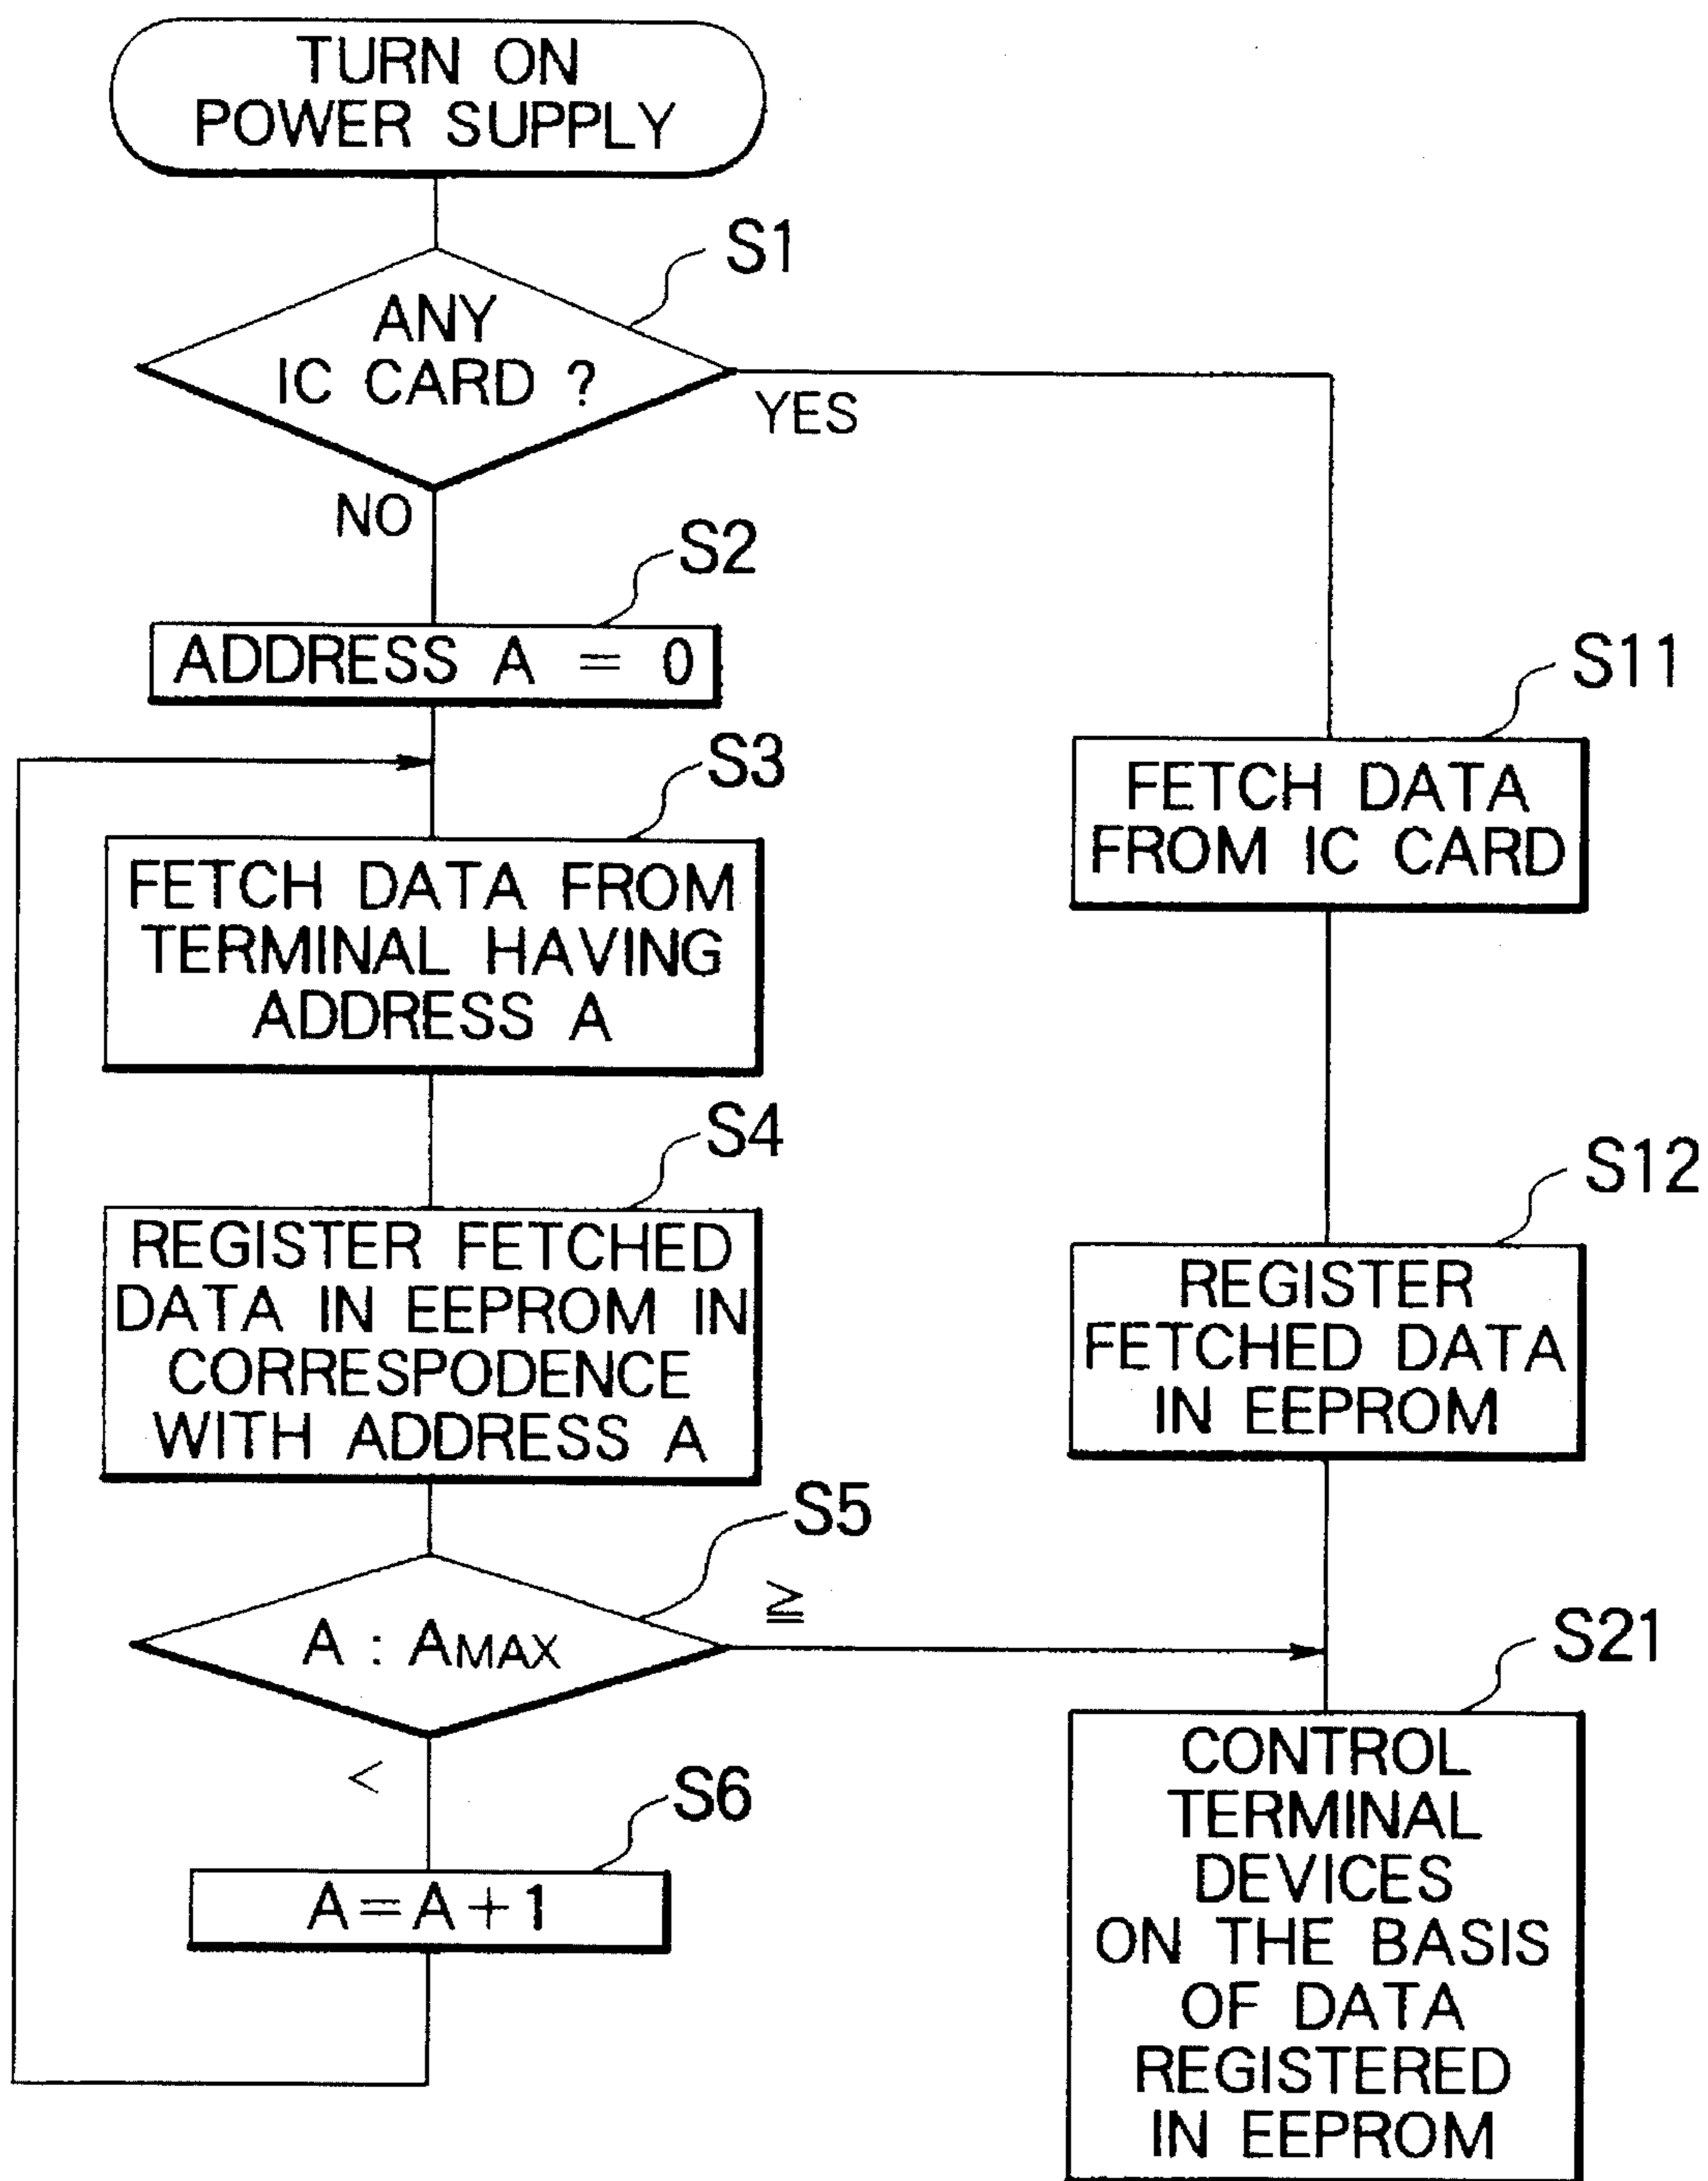 TURN ON
POWER SUPPLY
S1
ANY
IC CARD ?
YES
NO
S2
ADDRESS A = 0
S3
FETCH DATA FROM
TERMINAL HAVING
ADDRESS A
S4
REGISTER FETCHED
DATA IN EEPROM IN
CORRESPODENCE
WITH ADDRESS A
S5
A : AMAX
≧
<
S6
A=A+1
S11
FETCH DATA
FROM IC CARD
S12
REGISTER
FETCHED DATA
IN EEPROM
S21
CONTROL
TERMINAL
DEVICES
ON THE BASIS
OF DATA
REGISTERED
IN EEPROM